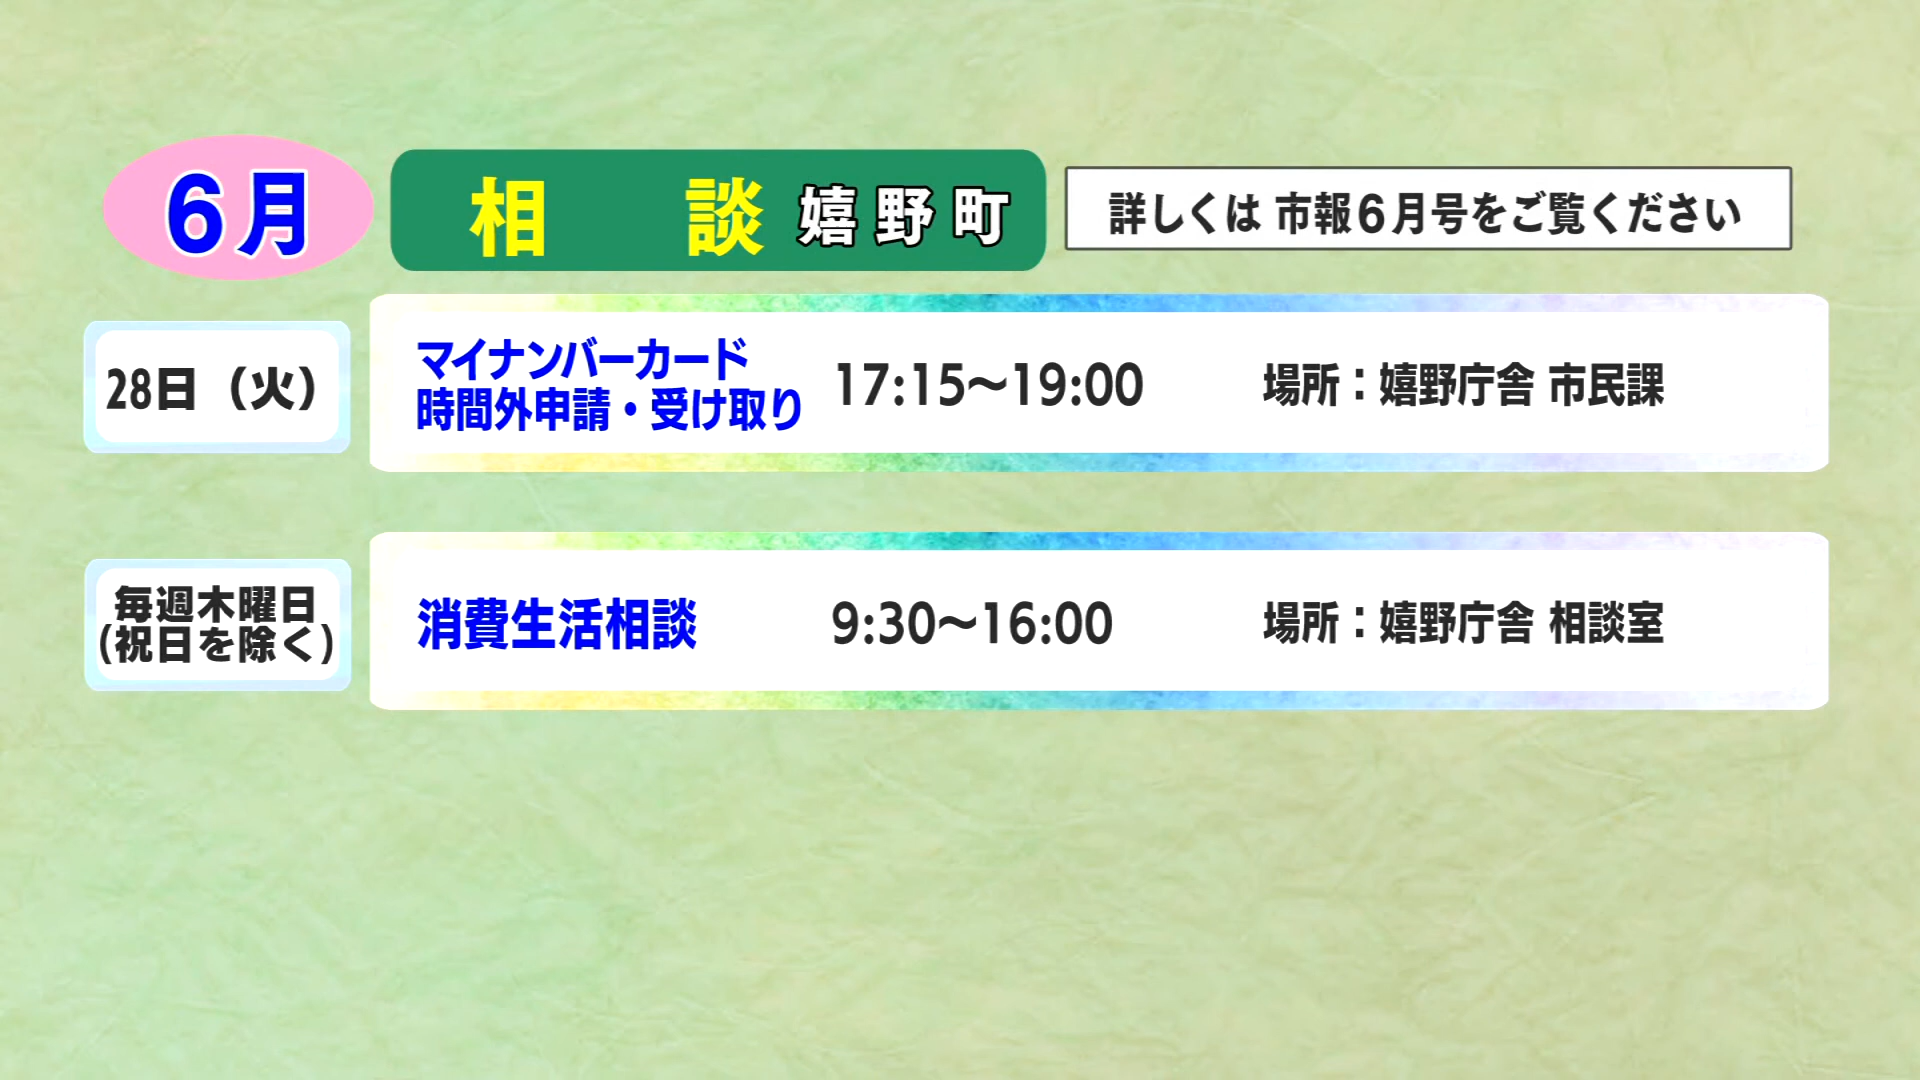 6月
相 談 嬉野町
詳しくは 市報6月号をご覧ください
28日（火）
マイナンバーカード
時間外申請・受け取り
17:15～19:00
場所：嬉野庁舎 市民課
毎週木曜日
(祝日を除く)
消費生活相談
9:30～16:00
場所：嬉野庁舎 相談室